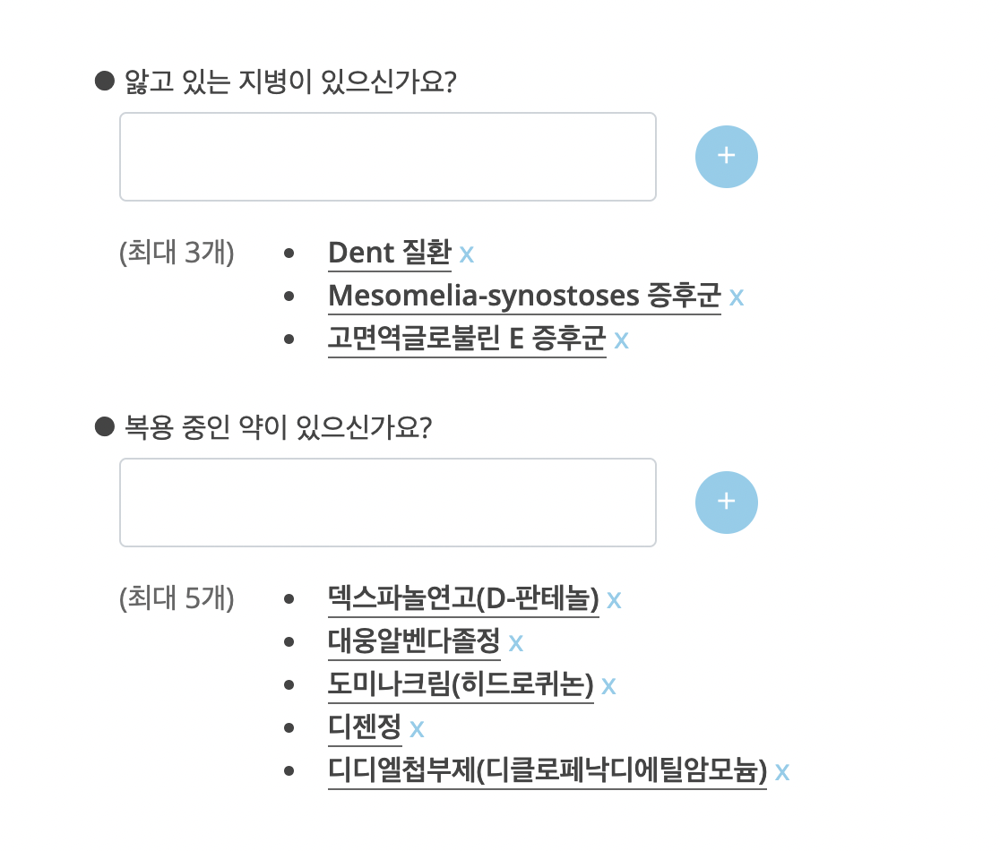 ● 앓고 있는 지병이 있으신가요?
+
(최대 3개)
• Dent 질환 x
• Mesomelia-synostoses 증후군 x
• 고면역글로불린 E 증후군 x
● 복용 중인 약이 있으신가요?
+
(최대 5개)
• 덱스파놀연고(D-판테놀) x
• 대웅알벤다졸정 x
• 도미나크림(히드로퀴논) x
• 디젠정 x
• 디디엘첩부제(디클로페낙디에틸암모늄) x